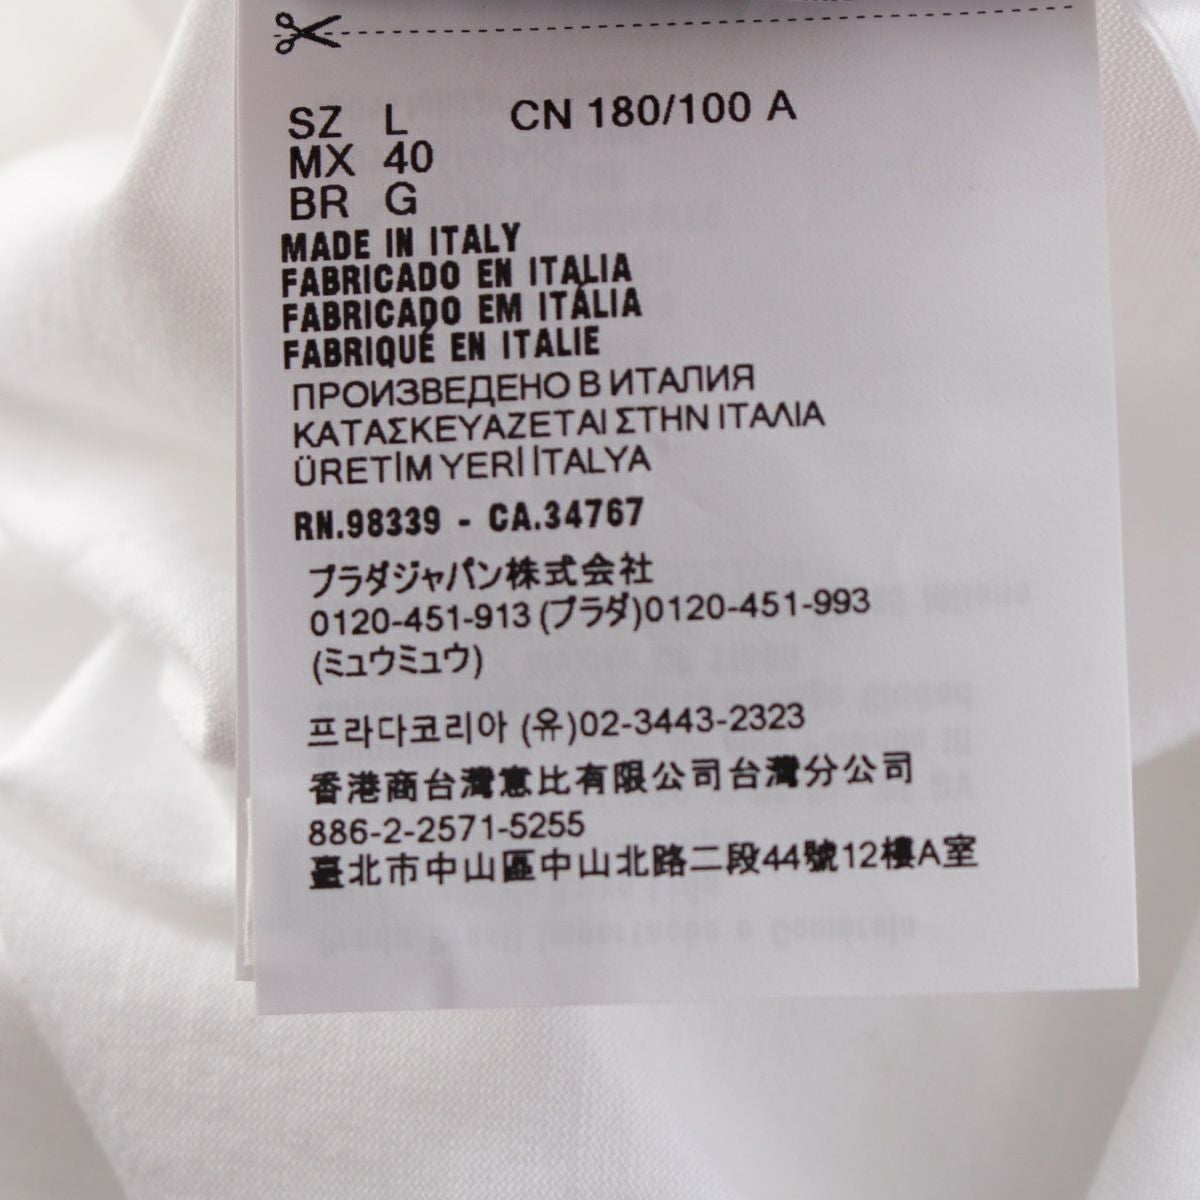 SZ L CN 180/100 A
MX 40
BR G
MADE IN ITALY
FABRICADO EN ITALIA
FABRICADO EM ITÁLIA
FABRIQUÉ EN ITALIE
ПРОИЗВЕДЕНО В ИТАЛИЯ
ΚΑΤΑΣΚΕΥΑΖΕΤΑΙ ΣΤΗΝ ΙΤΑΛΙΑ
ÜRETİM YERİ İTALYA
RN.98339 - CA.34767
プラダジャパン株式会社
0120-451-913 (プラダ)0120-451-993
(ミュウミュウ)
프라다코리아 (유)02-3443-2323
香港商台灣惠比有限公司台灣分公司
886-2-2571-5255
臺北市中山區中山北路二段44號12樓A室